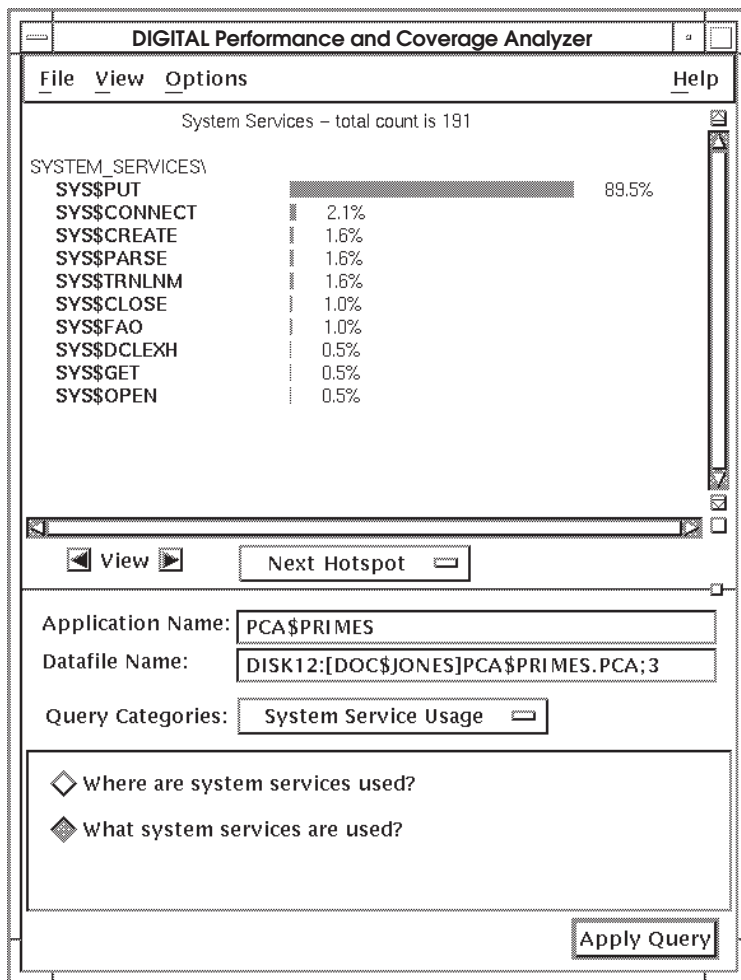 DIGITAL Performance and Coverage Analyzer
File View Options Help
System Services – total count is 191
SYSTEM_SERVICES\
SYS$PUT 89.5%
SYS$CONNECT 2.1%
SYS$CREATE 1.6%
SYS$PARSE 1.6%
SYS$TRNLNM 1.6%
SYS$CLOSE 1.0%
SYS$FAO 1.0%
SYS$DCLEXH 0.5%
SYS$GET 0.5%
SYS$OPEN 0.5%
View Next Hotspot
Application Name: PCA$PRIMES
Datafile Name: DISK12:[DOC$JONES]PCA$PRIMES.PCA;3
Query Categories: System Service Usage
Where are system services used?
What system services are used?
Apply Query